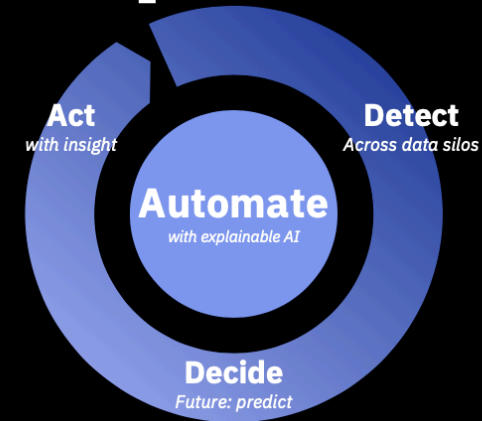 Act
with insight
Detect
Across data silos
Automate
with explainable AI
Decide
Future: predict